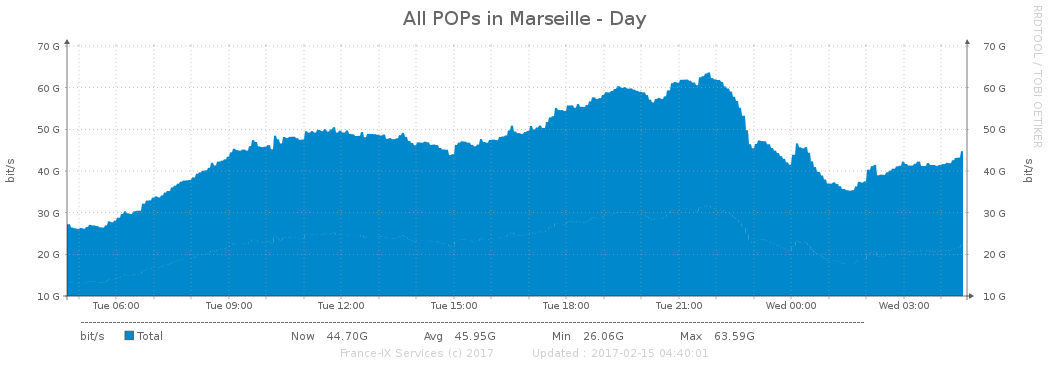 All POPs in Marseille - Day
RRDTOOL / TOBI OETIKER
70 G 70 G
60 G 60 G
50 G 50 G
40 G 40 G
30 G 30 G
20 G 20 G
10 G 10 G
bit/s bit/s
Tue 06:00 Tue 09:00 Tue 12:00 Tue 15:00 Tue 18:00 Tue 21:00 Wed 00:00 Wed 03:00
bit/s Total Now 44.70G Avg 45.95G Min 26.06G Max 63.59G
France-IX Services (c) 2017 Updated : 2017-02-15 04:40:01